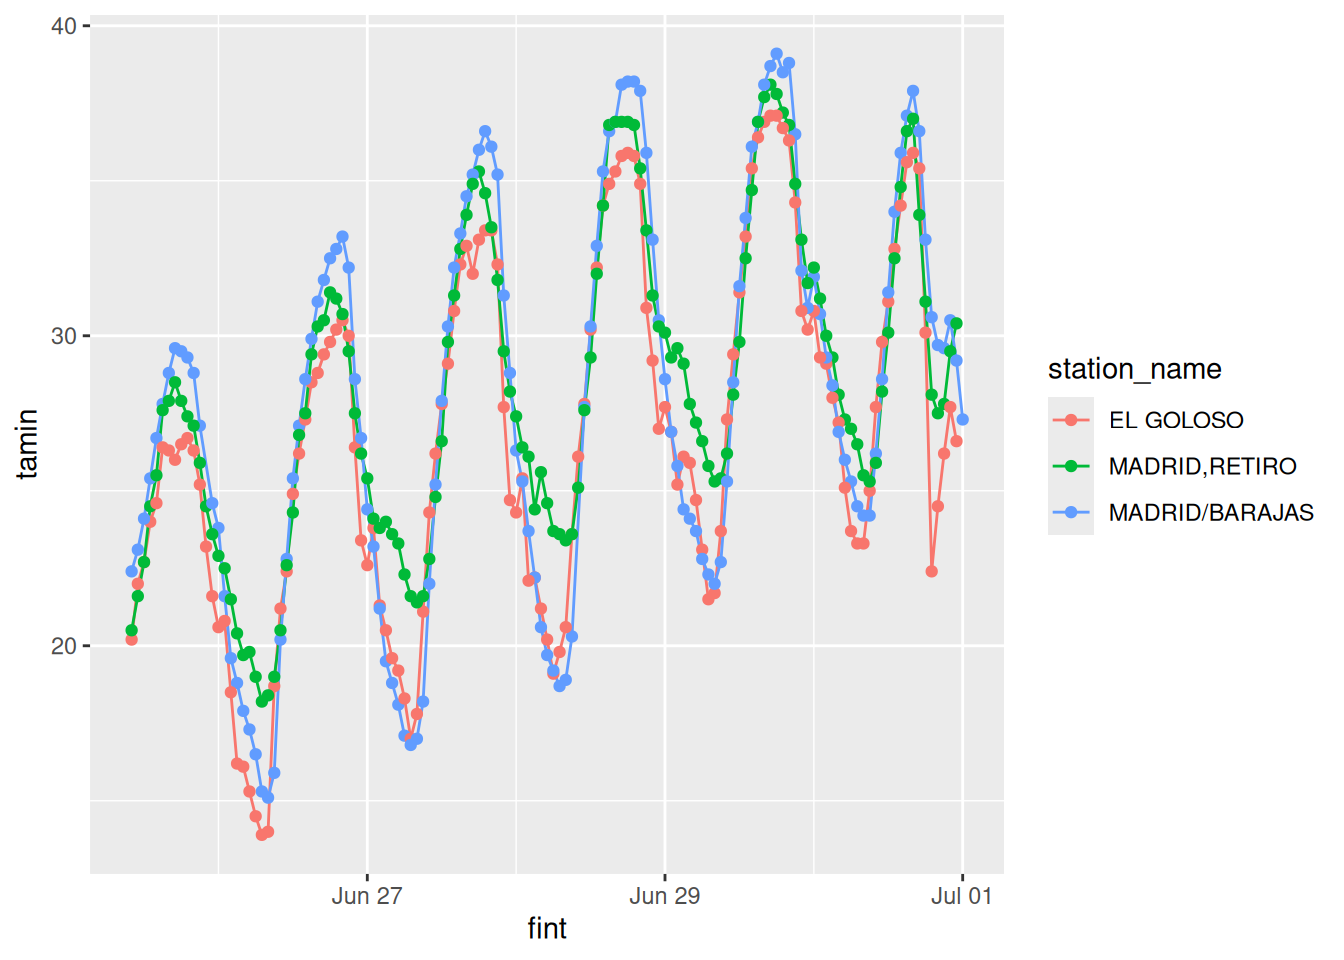 40
30
20
tamin
Jun 27
Jun 29
Jul 01
fint
station_name
EL GOLOSO
MADRID,RETIRO
MADRID/BARAJAS